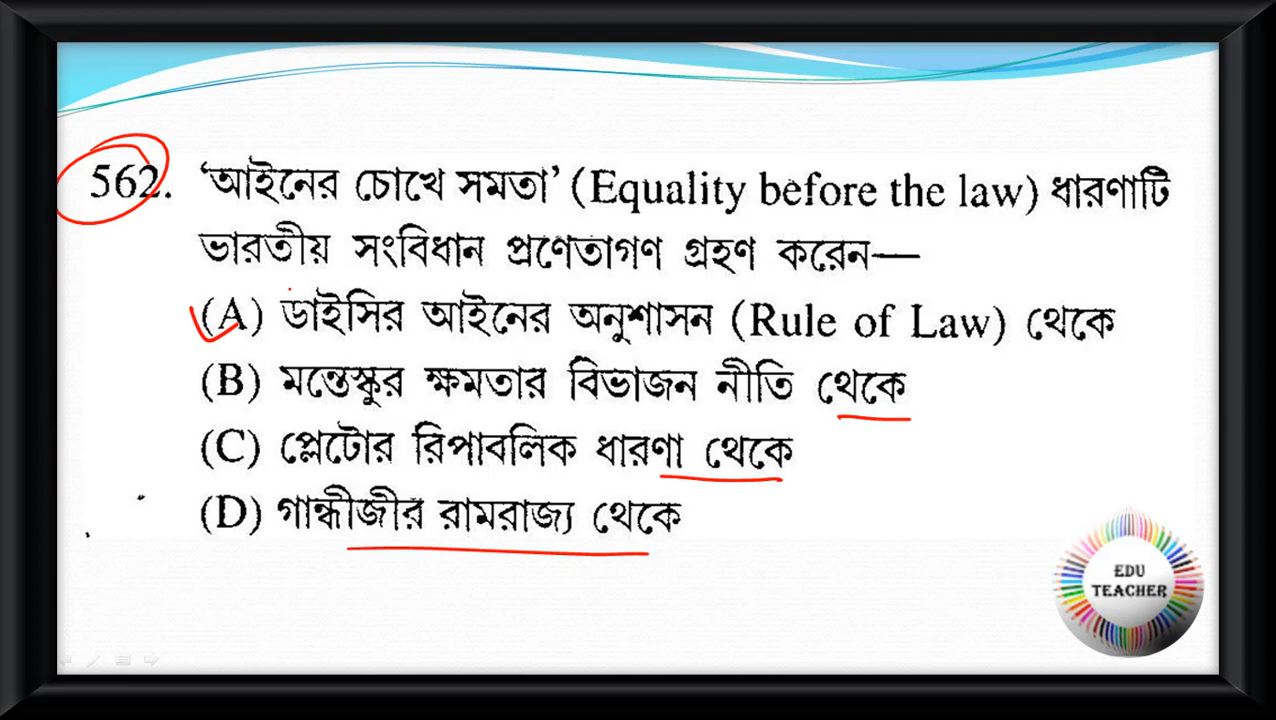 562. ‘আইনের চোখে সমতা’ (Equality before the law) ধারণাটি
ভারতীয় সংবিধান প্রণেতাগণ গ্রহণ করেন—
(A) ডাইসির আইনের অনুশাসন (Rule of Law) থেকে
(B) মন্তেস্কুর ক্ষমতার বিভাজন নীতি থেকে
(C) প্লেটোর রিপাবলিক ধারণা থেকে
(D) গান্ধীজীর রামরাজ্য থেকে
EDU
TEACHER